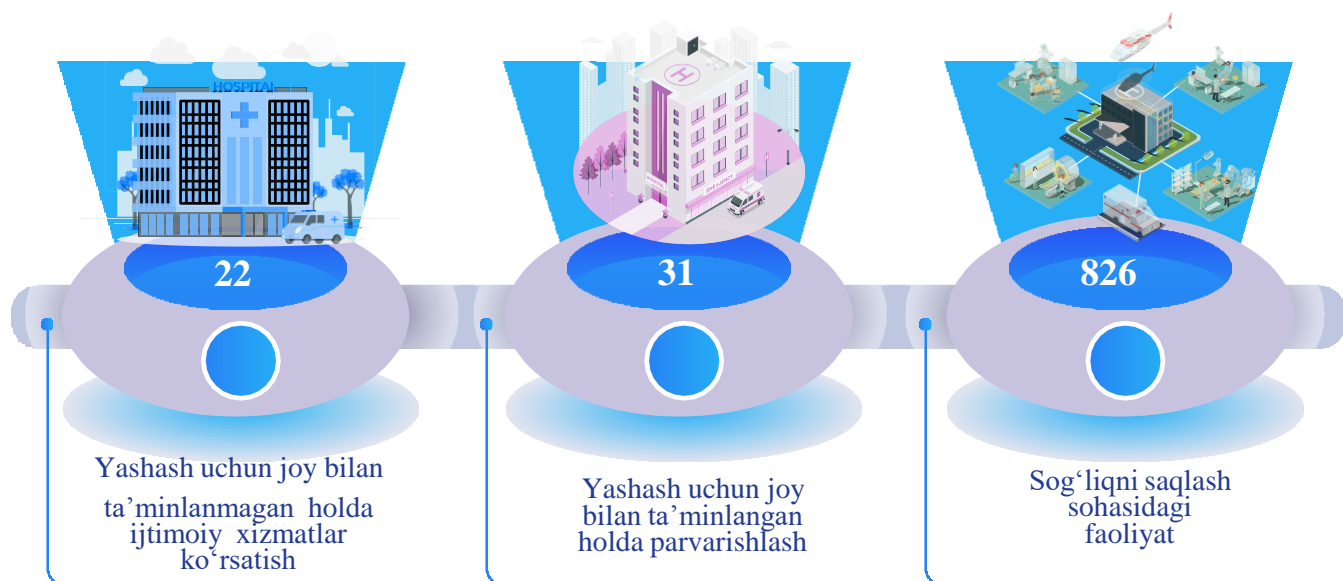 HOSPITAL
H
EMERGENCY
22
31
826
Yashash uchun joy bilan
ta’minlanmagan holda
ijtimoiy xizmatlar
ko‘rsatish
Yashash uchun joy
bilan ta’minlangan
holda parvarishlash
Sog‘liqni saqlash
sohasidagi
faoliyat